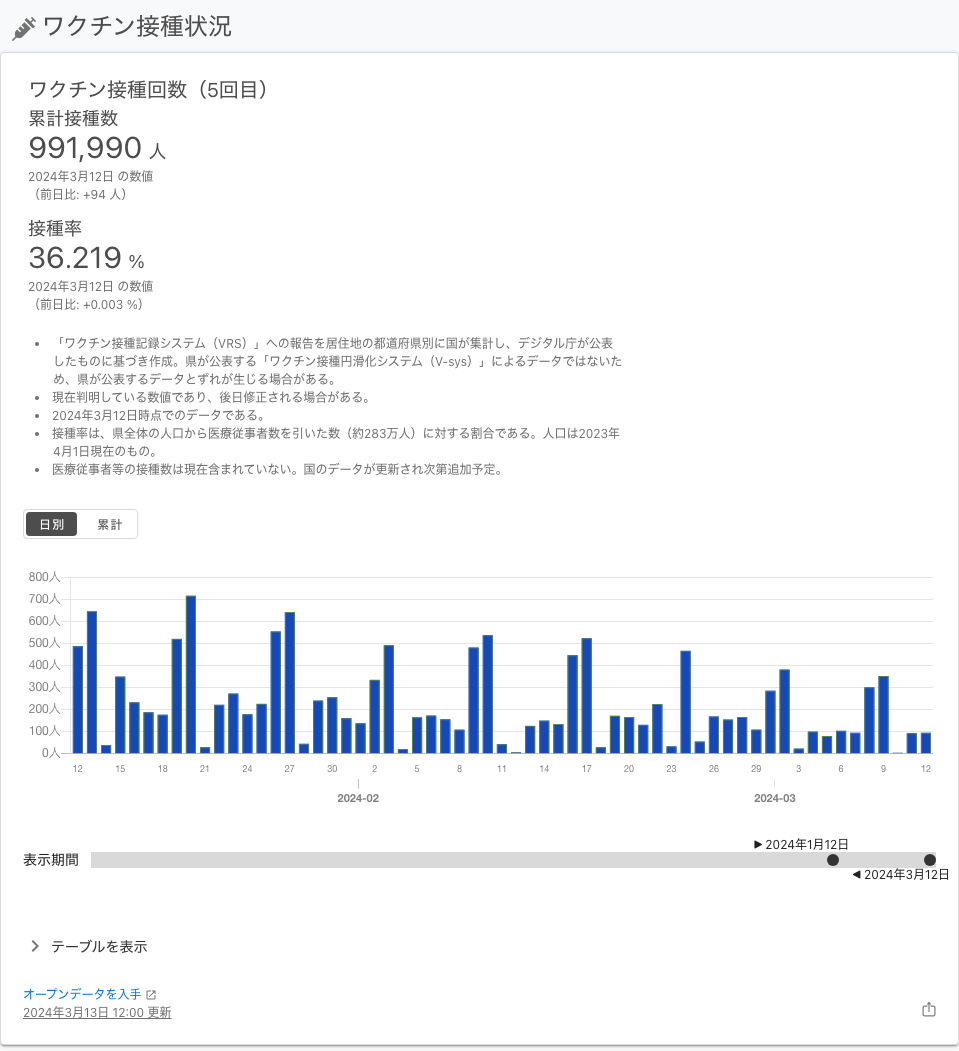 ワクチン接種状況
ワクチン接種回数（5回目）
累計接種数
991,990 人
2024年3月12日 の数値
（前日比: +94 人）
接種率
36.219 %
2024年3月12日 の数値
（前日比: +0.003 %）
• 「ワクチン接種記録システム（VRS）」への報告を居住地の都道府県別に国が集計し、デジタル庁が公表
したものに基づき作成。県が公表する「ワクチン接種円滑化システム（V-sys）」によるデータではないた
め、県が公表するデータとずれが生じる場合がある。
• 現在判明している数値であり、後日修正される場合がある。
• 2024年3月12日時点でのデータである。
• 接種率は、県全体の人口から医療従事者数を引いた数（約283万人）に対する割合である。人口は2023年
4月1日現在のもの。
• 医療従事者等の接種数は現在含まれていない。国のデータが更新され次第追加予定。
日別 累計
800人
700人
600人
500人
400人
300人
200人
100人
0人
12 15 18 21 24 27 30 2 5 8 11 14 17 20 23 26 29 3 6 9 12
2024-02 2024-03
▶ 2024年1月12日
表示期間
◀ 2024年3月12日
テーブルを表示
オープンデータを入手
2024年3月13日 12:00 更新